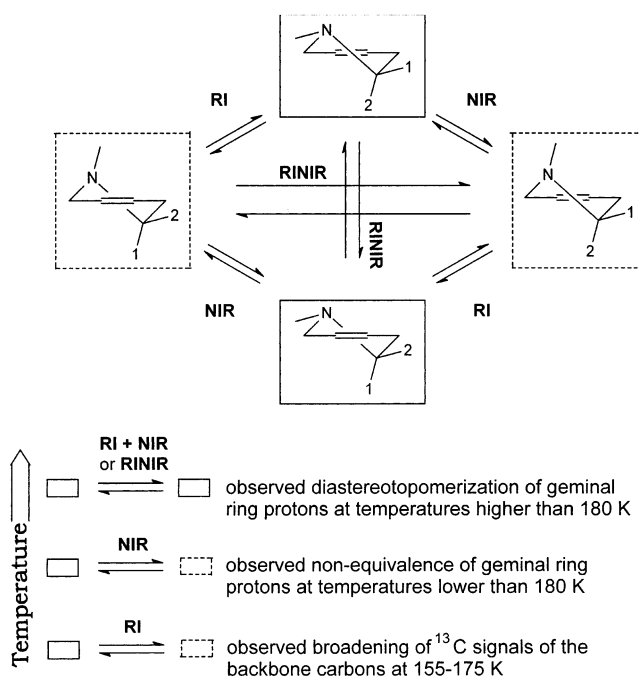 N
1
2
RI
NIR
N
2
1
RINIR
RINIR
N
1
2
NIR
RI
N
2
1
Temperature
RI + NIR
or RINIR
observed diastereotopomerization of geminal
ring protons at temperatures higher than 180 K
NIR
observed non-equivalence of geminal ring
protons at temperatures lower than 180 K
RI
observed broadening of ¹³C signals of the
backbone carbons at 155-175 K